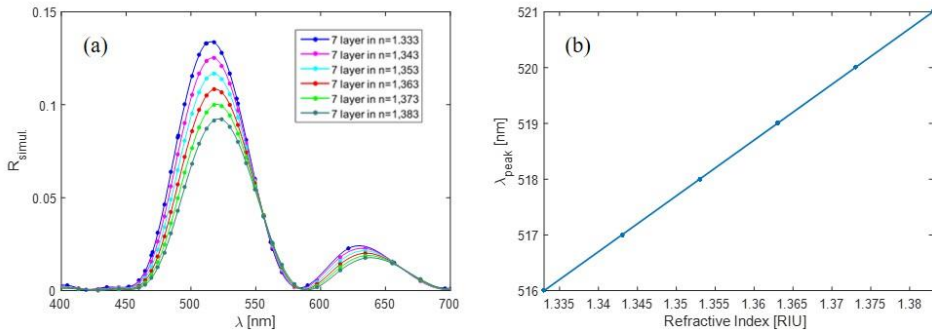 (a)
7 layer in n=1.333
7 layer in n=1,343
7 layer in n=1,353
7 layer in n=1,363
7 layer in n=1,373
7 layer in n=1,383
0.15
0.1
0.05
0
R simul.
400
450
500
550
600
650
700
λ [nm]
(b)
521
520
519
518
517
516
λ peak [nm]
1.335
1.34
1.345
1.35
1.355
1.36
1.365
1.37
1.375
1.38
Refractive Index [RIU]